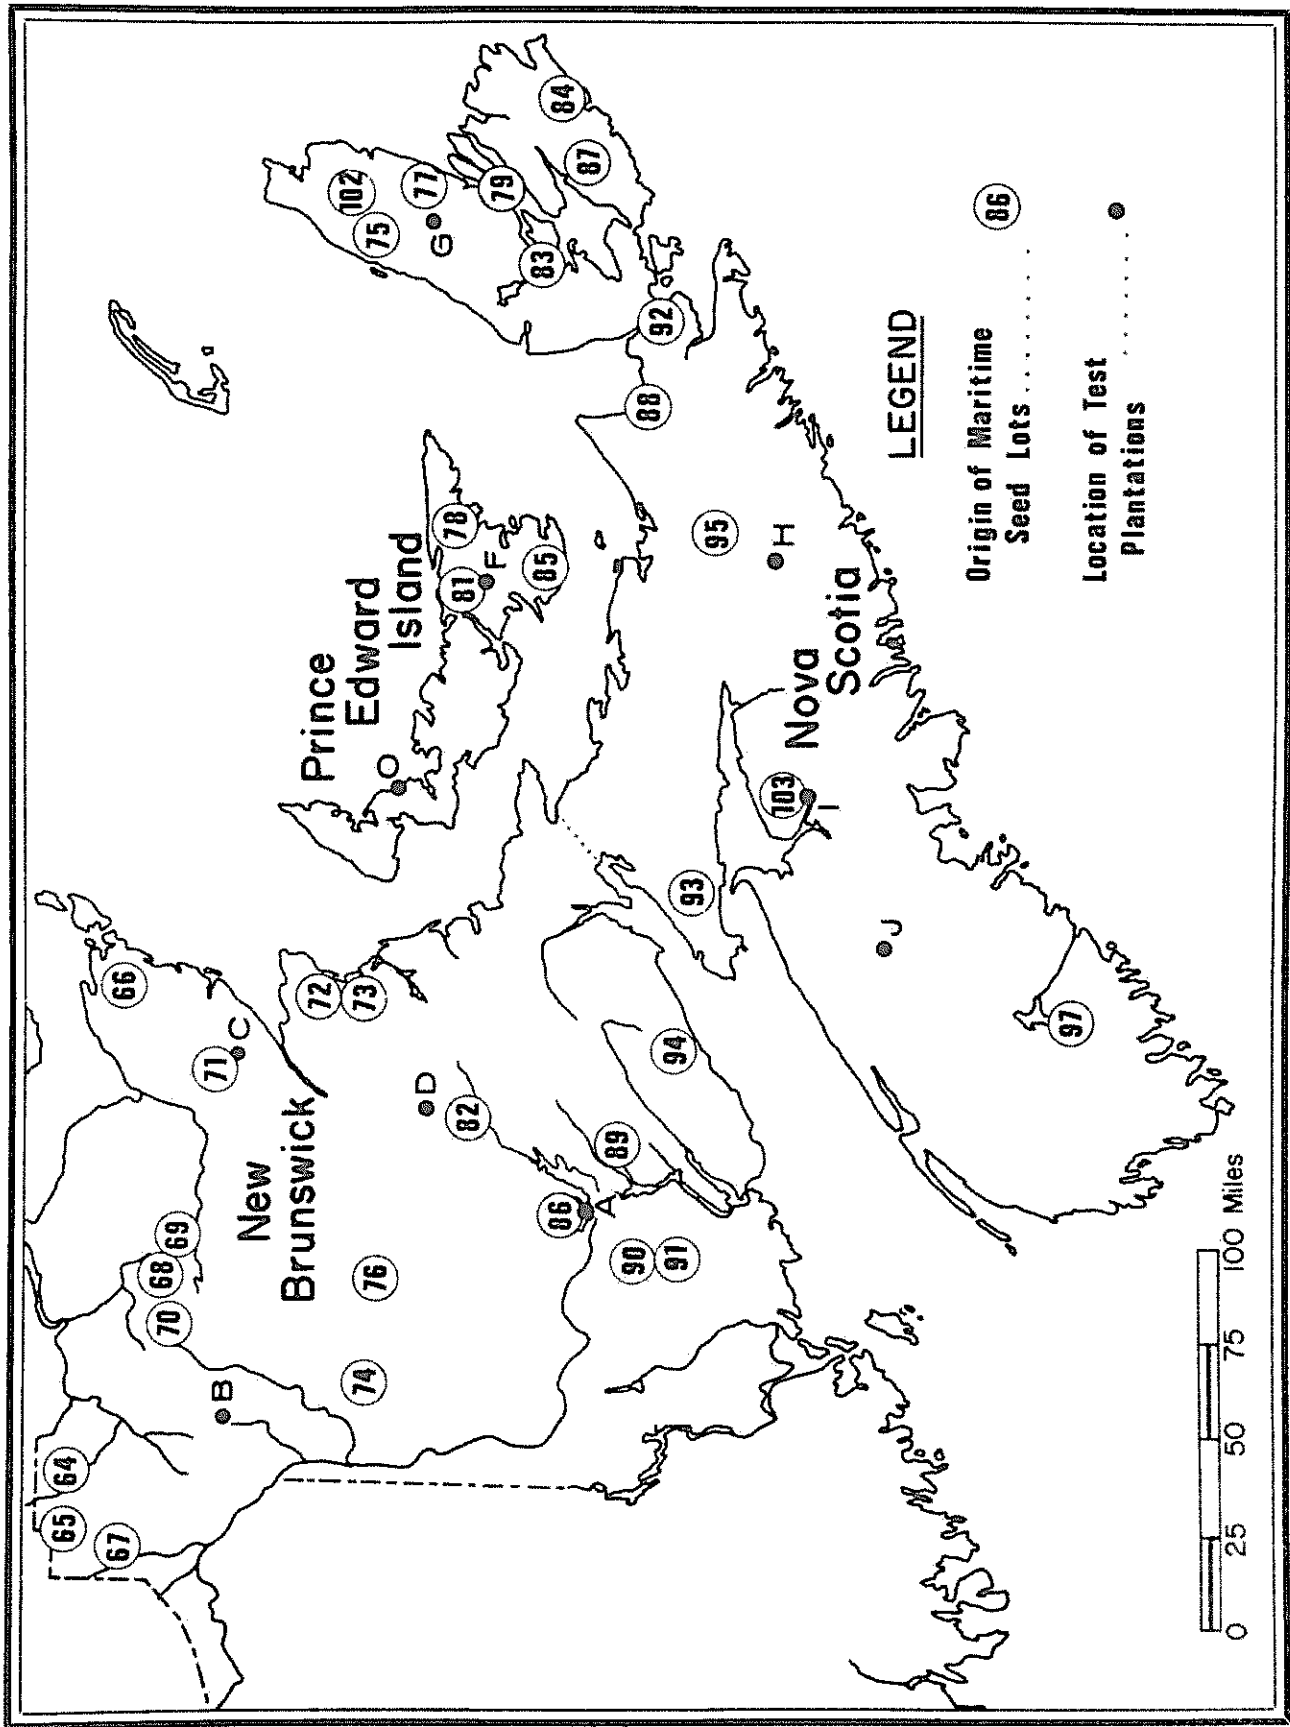 65
64
67
66
68
70
69
71
B
C
New
Brunswick
72
73
74
76
Prince
Edward
Island
O
102
75
77
G
D
82
78
81
F
79
83
85
86
A
84
87
89
90
91
88
92
94
93
95
103
H
Nova
Scotia
I
J
97
LEGEND
Origin of Maritime
Seed Lots ........ 86
Location of Test
Plantations
0 25 50 75 100 Miles